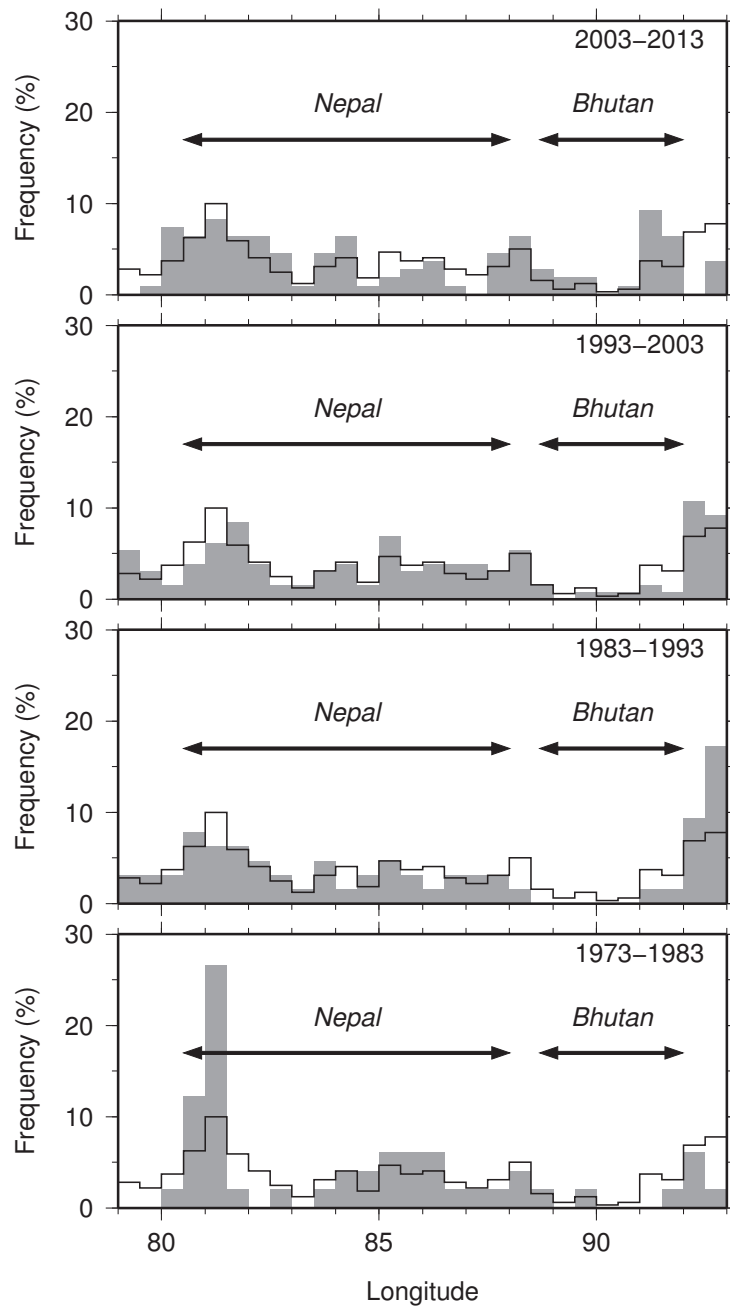 30
2003–2013
Nepal
Bhutan
20
10
0
Frequency (%)
30
1993–2003
Nepal
Bhutan
20
10
0
Frequency (%)
30
1983–1993
Nepal
Bhutan
20
10
0
Frequency (%)
30
1973–1983
Nepal
Bhutan
20
10
0
Frequency (%)
80 85 90
Longitude